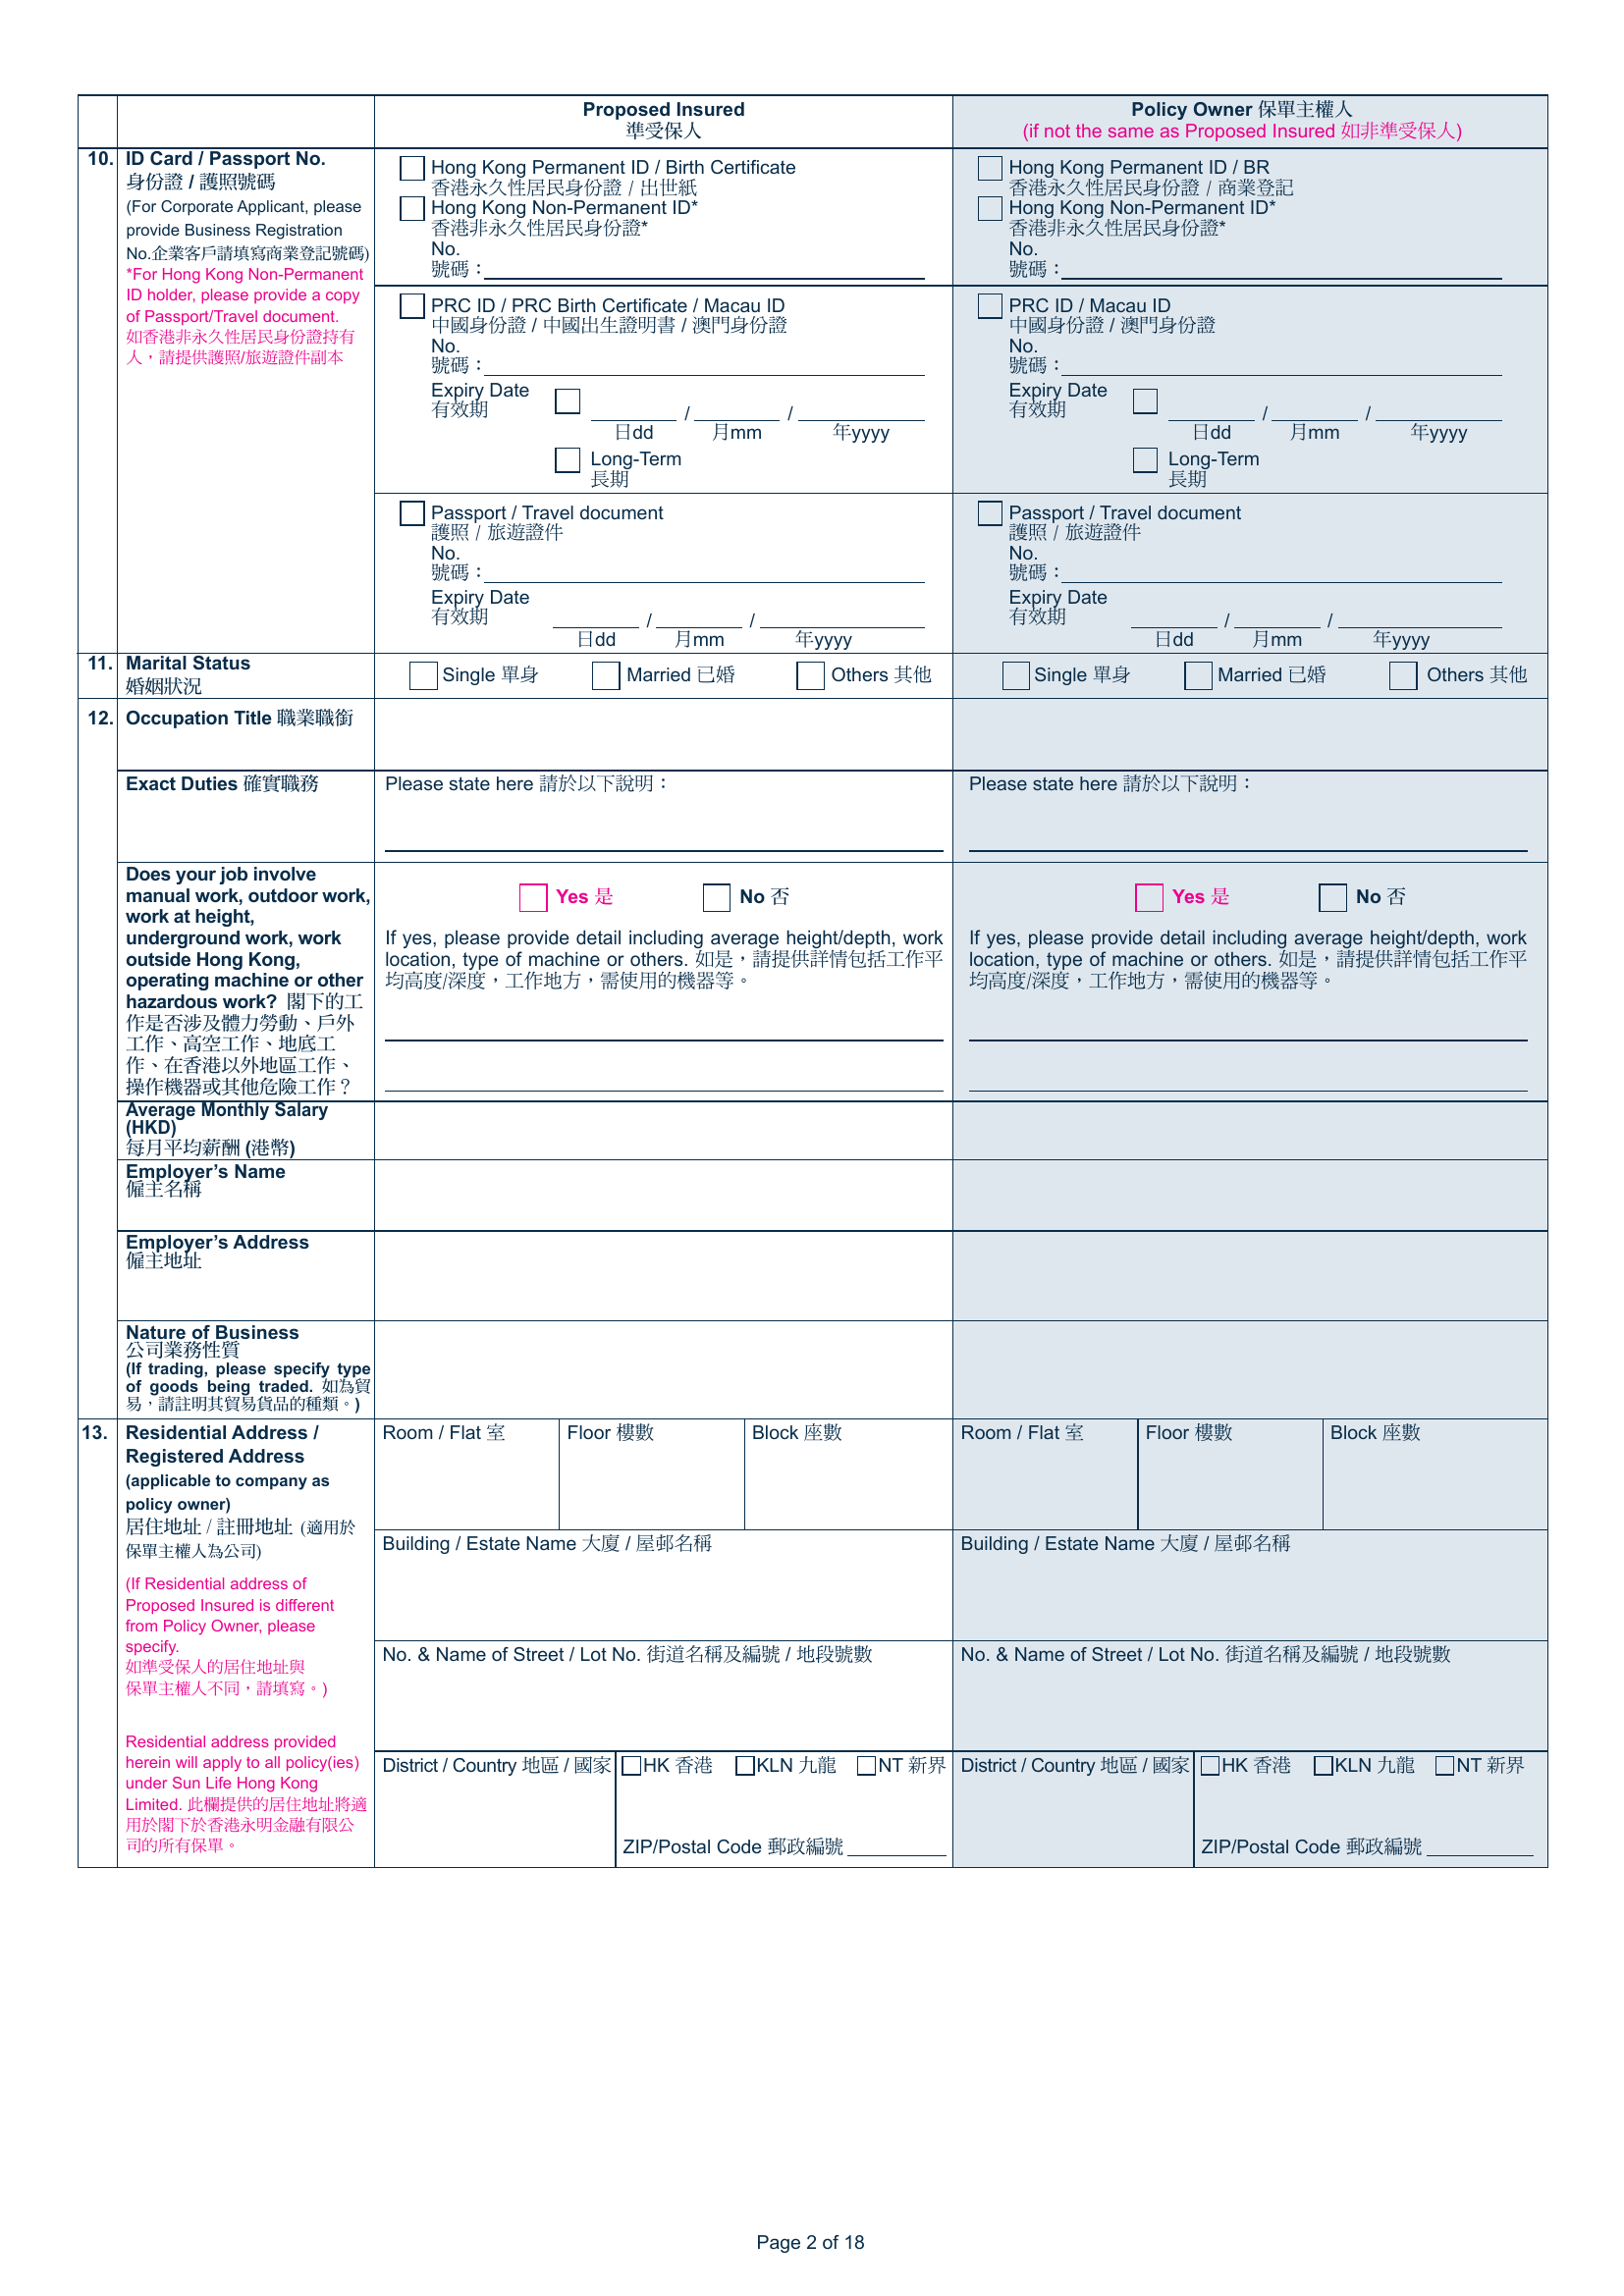 Proposed Insured
準受保人
Policy Owner 保單主權人
(if not the same as Proposed Insured 如非準受保人)
10. ID Card / Passport No.
身份證 / 護照號碼
(For Corporate Applicant, please
provide Business Registration
No.企業客戶請填寫商業登記號碼)
*For Hong Kong Non-Permanent
ID holder, please provide a copy
of Passport/Travel document.
如香港非永久性居民身份證持有
人，請提供護照/旅遊證件副本
Hong Kong Permanent ID / Birth Certificate
香港永久性居民身份證 / 出世紙
Hong Kong Non-Permanent ID*
香港非永久性居民身份證*
No.
號碼：
Hong Kong Permanent ID / BR
香港永久性居民身份證 / 商業登記
Hong Kong Non-Permanent ID*
香港非永久性居民身份證*
No.
號碼：
PRC ID / PRC Birth Certificate / Macau ID
中國身份證 / 中國出生證明書 / 澳門身份證
No.
號碼：
Expiry Date
有效期
/ /
日dd 月mm 年yyyy
Long-Term
長期
PRC ID / Macau ID
中國身份證 / 澳門身份證
No.
號碼：
Expiry Date
有效期
/ /
日dd 月mm 年yyyy
Long-Term
長期
Passport / Travel document
護照 / 旅遊證件
No.
號碼：
Expiry Date
有效期
/ /
日dd 月mm 年yyyy
Passport / Travel document
護照 / 旅遊證件
No.
號碼：
Expiry Date
有效期
/ /
日dd 月mm 年yyyy
11. Marital Status
婚姻狀況
Single 單身 Married 已婚 Others 其他
Single 單身 Married 已婚 Others 其他
12. Occupation Title 職業職銜
Exact Duties 確實職務
Please state here 請於以下說明：
Please state here 請於以下說明：
Does your job involve
manual work, outdoor work,
work at height,
underground work, work
outside Hong Kong,
operating machine or other
hazardous work? 閣下的工
作是否涉及體力勞動、戶外
工作、高空工作、地底工
作、在香港以外地區工作、
操作機器或其他危險工作？
Yes 是 No 否
If yes, please provide detail including average height/depth, work
location, type of machine or others. 如是，請提供詳情包括工作平
均高度/深度，工作地方，需使用的機器等。
Yes 是 No 否
If yes, please provide detail including average height/depth, work
location, type of machine or others. 如是，請提供詳情包括工作平
均高度/深度，工作地方，需使用的機器等。
Average Monthly Salary
(HKD)
每月平均薪酬 (港幣)
Employer’s Name
僱主名稱
Employer’s Address
僱主地址
Nature of Business
公司業務性質
(If trading, please specify type
of goods being traded. 如為貿
易，請註明其貿易貨品的種類。)
13. Residential Address /
Registered Address
(applicable to company as
policy owner)
居住地址 / 註冊地址 (適用於
保單主權人為公司)
(If Residential address of
Proposed Insured is different
from Policy Owner, please
specify.
如準受保人的居住地址與
保單主權人不同，請填寫。)
Residential address provided
herein will apply to all policy(ies)
under Sun Life Hong Kong
Limited. 此欄提供的居住地址將適
用於閣下於香港永明金融有限公
司的所有保單。
Room / Flat 室 Floor 樓數 Block 座數
Room / Flat 室 Floor 樓數 Block 座數
Building / Estate Name 大廈 / 屋邨名稱
Building / Estate Name 大廈 / 屋邨名稱
No. & Name of Street / Lot No. 街道名稱及編號 / 地段號數
No. & Name of Street / Lot No. 街道名稱及編號 / 地段號數
District / Country 地區 / 國家 HK 香港 KLN 九龍 NT 新界
ZIP/Postal Code 郵政編號
District / Country 地區 / 國家 HK 香港 KLN 九龍 NT 新界
ZIP/Postal Code 郵政編號
Page 2 of 18